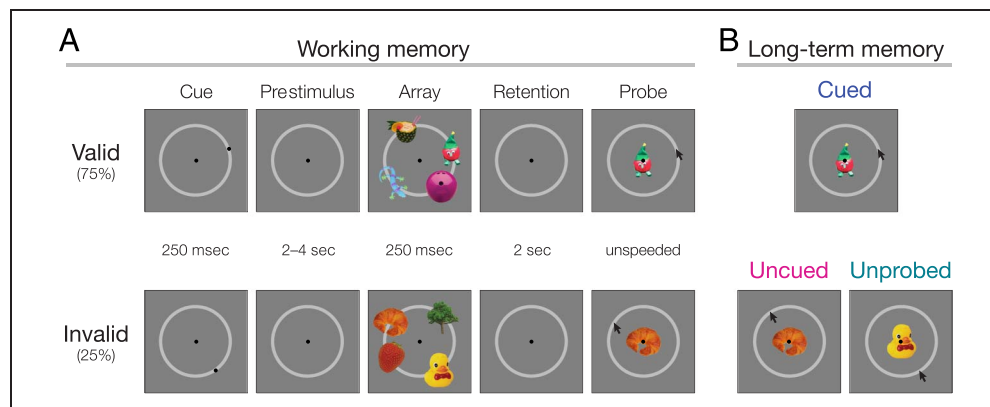 A
Working memory
B
Long-term memory
Cue
Prestimulus
Array
Retention
Probe
Cued
Valid
(75%)
250 msec
2–4 sec
250 msec
2 sec
unspeeded
Uncued
Unprobed
Invalid
(25%)